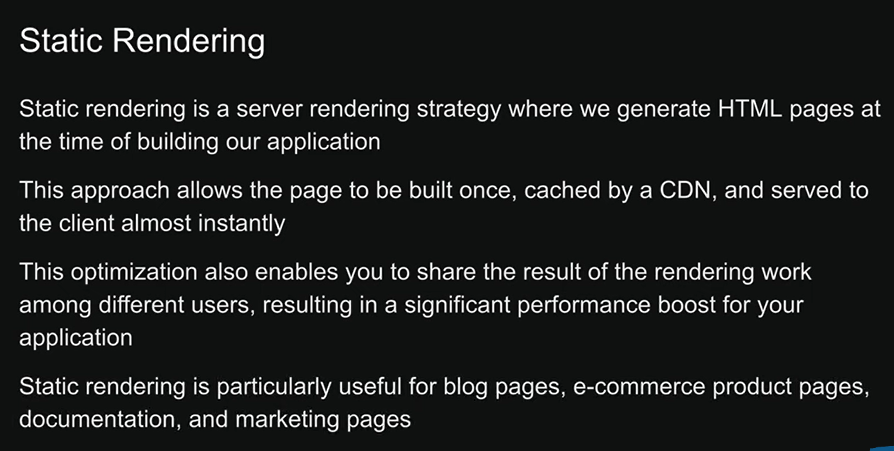 Static Rendering
Static rendering is a server rendering strategy where we generate HTML pages at
the time of building our application
This approach allows the page to be built once, cached by a CDN, and served to
the client almost instantly
This optimization also enables you to share the result of the rendering work
among different users, resulting in a significant performance boost for your
application
Static rendering is particularly useful for blog pages, e-commerce product pages,
documentation, and marketing pages